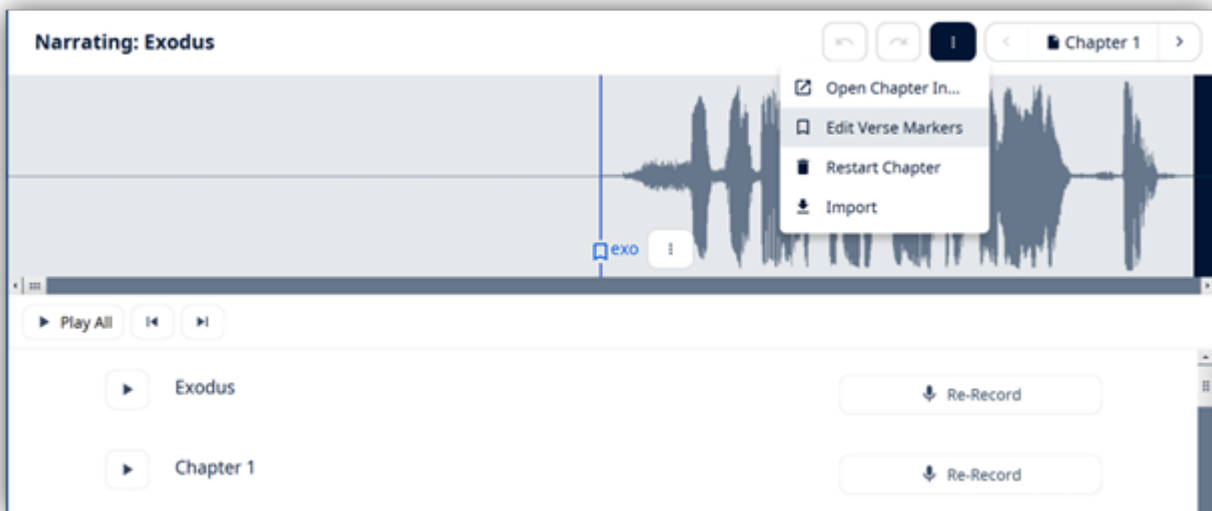 Narrating: Exodus
Chapter 1
Open Chapter In...
Edit Verse Markers
Restart Chapter
Import
exo
Play All
Exodus
Re-Record
Chapter 1
Re-Record